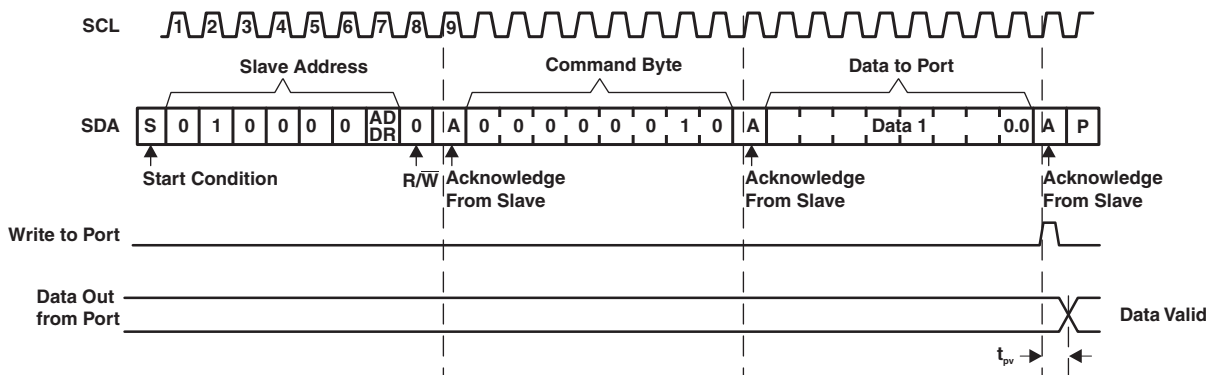 SCL 1 2 3 4 5 6 7 8 9
Slave Address Command Byte Data to Port
SDA S 0 1 0 0 0 0 AD DR 0 A 0 0 0 0 0 0 1 0 A Data 1 0.0 A P
Start Condition R/W̅ Acknowledge From Slave Acknowledge From Slave Acknowledge From Slave
Write to Port
Data Out
from Port
Data Valid
tpv